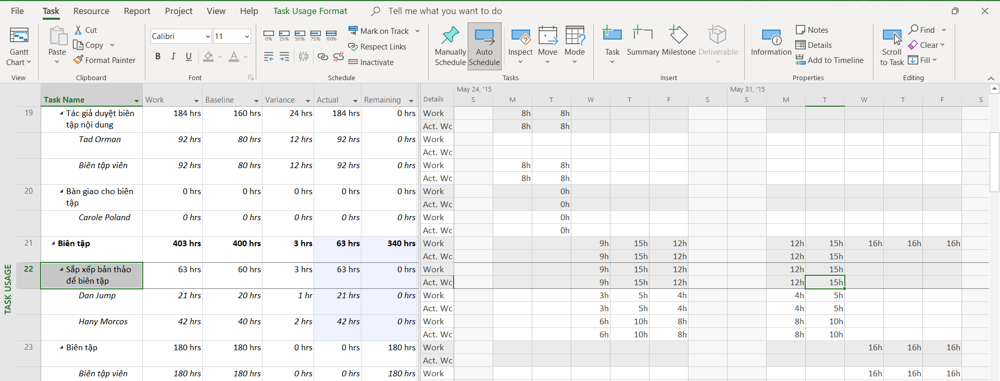 File Task Resource Report Project View Help Task Usage Format Tell me what you want to do
Gantt Chart
View
Paste
Cut
Copy
Format Painter
Clipboard
Calibri 11
B I U A
Font
0% 25% 50% 75% 100%
Mark on Track
Respect Links
Inactivate
Schedule
Manually Schedule
Auto Schedule
Inspect
Move
Mode
Tasks
Task
Summary
Milestone
Deliverable
Insert
Information
Notes
Details
Add to Timeline
Properties
Scroll to Task
Find
Clear
Fill
Editing
TASK USAGE
May 24, '15 May 31, '15
Task Name Work Baseline Variance Actual Remaining Details S M T W T F S S M T W T F S
19 Tác giả duyệt biên 184 hrs 160 hrs 24 hrs 184 hrs 0 hrs Work 8h 8h
tập nội dung Act. Wc 8h 8h
Tad Orman 92 hrs 80 hrs 12 hrs 92 hrs 0 hrs Work
Act. Wc
Biên tập viên 92 hrs 80 hrs 12 hrs 92 hrs 0 hrs Work 8h 8h
Act. Wc 8h 8h
20 Bàn giao cho biên 0 hrs 0 hrs 0 hrs 0 hrs 0 hrs Work 0h
tập Act. Wc 0h
Carole Poland 0 hrs 0 hrs 0 hrs 0 hrs 0 hrs Work 0h
Act. Wc 0h
21 Biên tập 403 hrs 400 hrs 3 hrs 63 hrs 340 hrs Work 9h 15h 12h 12h 15h 16h 16h 16h
Act. Wc 9h 15h 12h 12h 15h
22 Sắp xếp bản thảo 63 hrs 60 hrs 3 hrs 63 hrs 0 hrs Work 9h 15h 12h 12h 15h
để biên tập Act. Wc 9h 15h 12h 12h 15h
Dan Jump 21 hrs 20 hrs 1 hr 21 hrs 0 hrs Work 3h 5h 4h 4h 5h
Act. Wc 3h 5h 4h 4h 5h
Hany Morcos 42 hrs 40 hrs 2 hrs 42 hrs 0 hrs Work 6h 10h 8h 8h 10h
Act. Wc 6h 10h 8h 8h 10h
23 Biên tập 180 hrs 180 hrs 0 hrs 0 hrs 180 hrs Work 16h 16h 16h
Act. Wc
Biên tập viên 180 hrs 180 hrs 0 hrs 0 hrs 180 hrs Work 16h 16h 16h